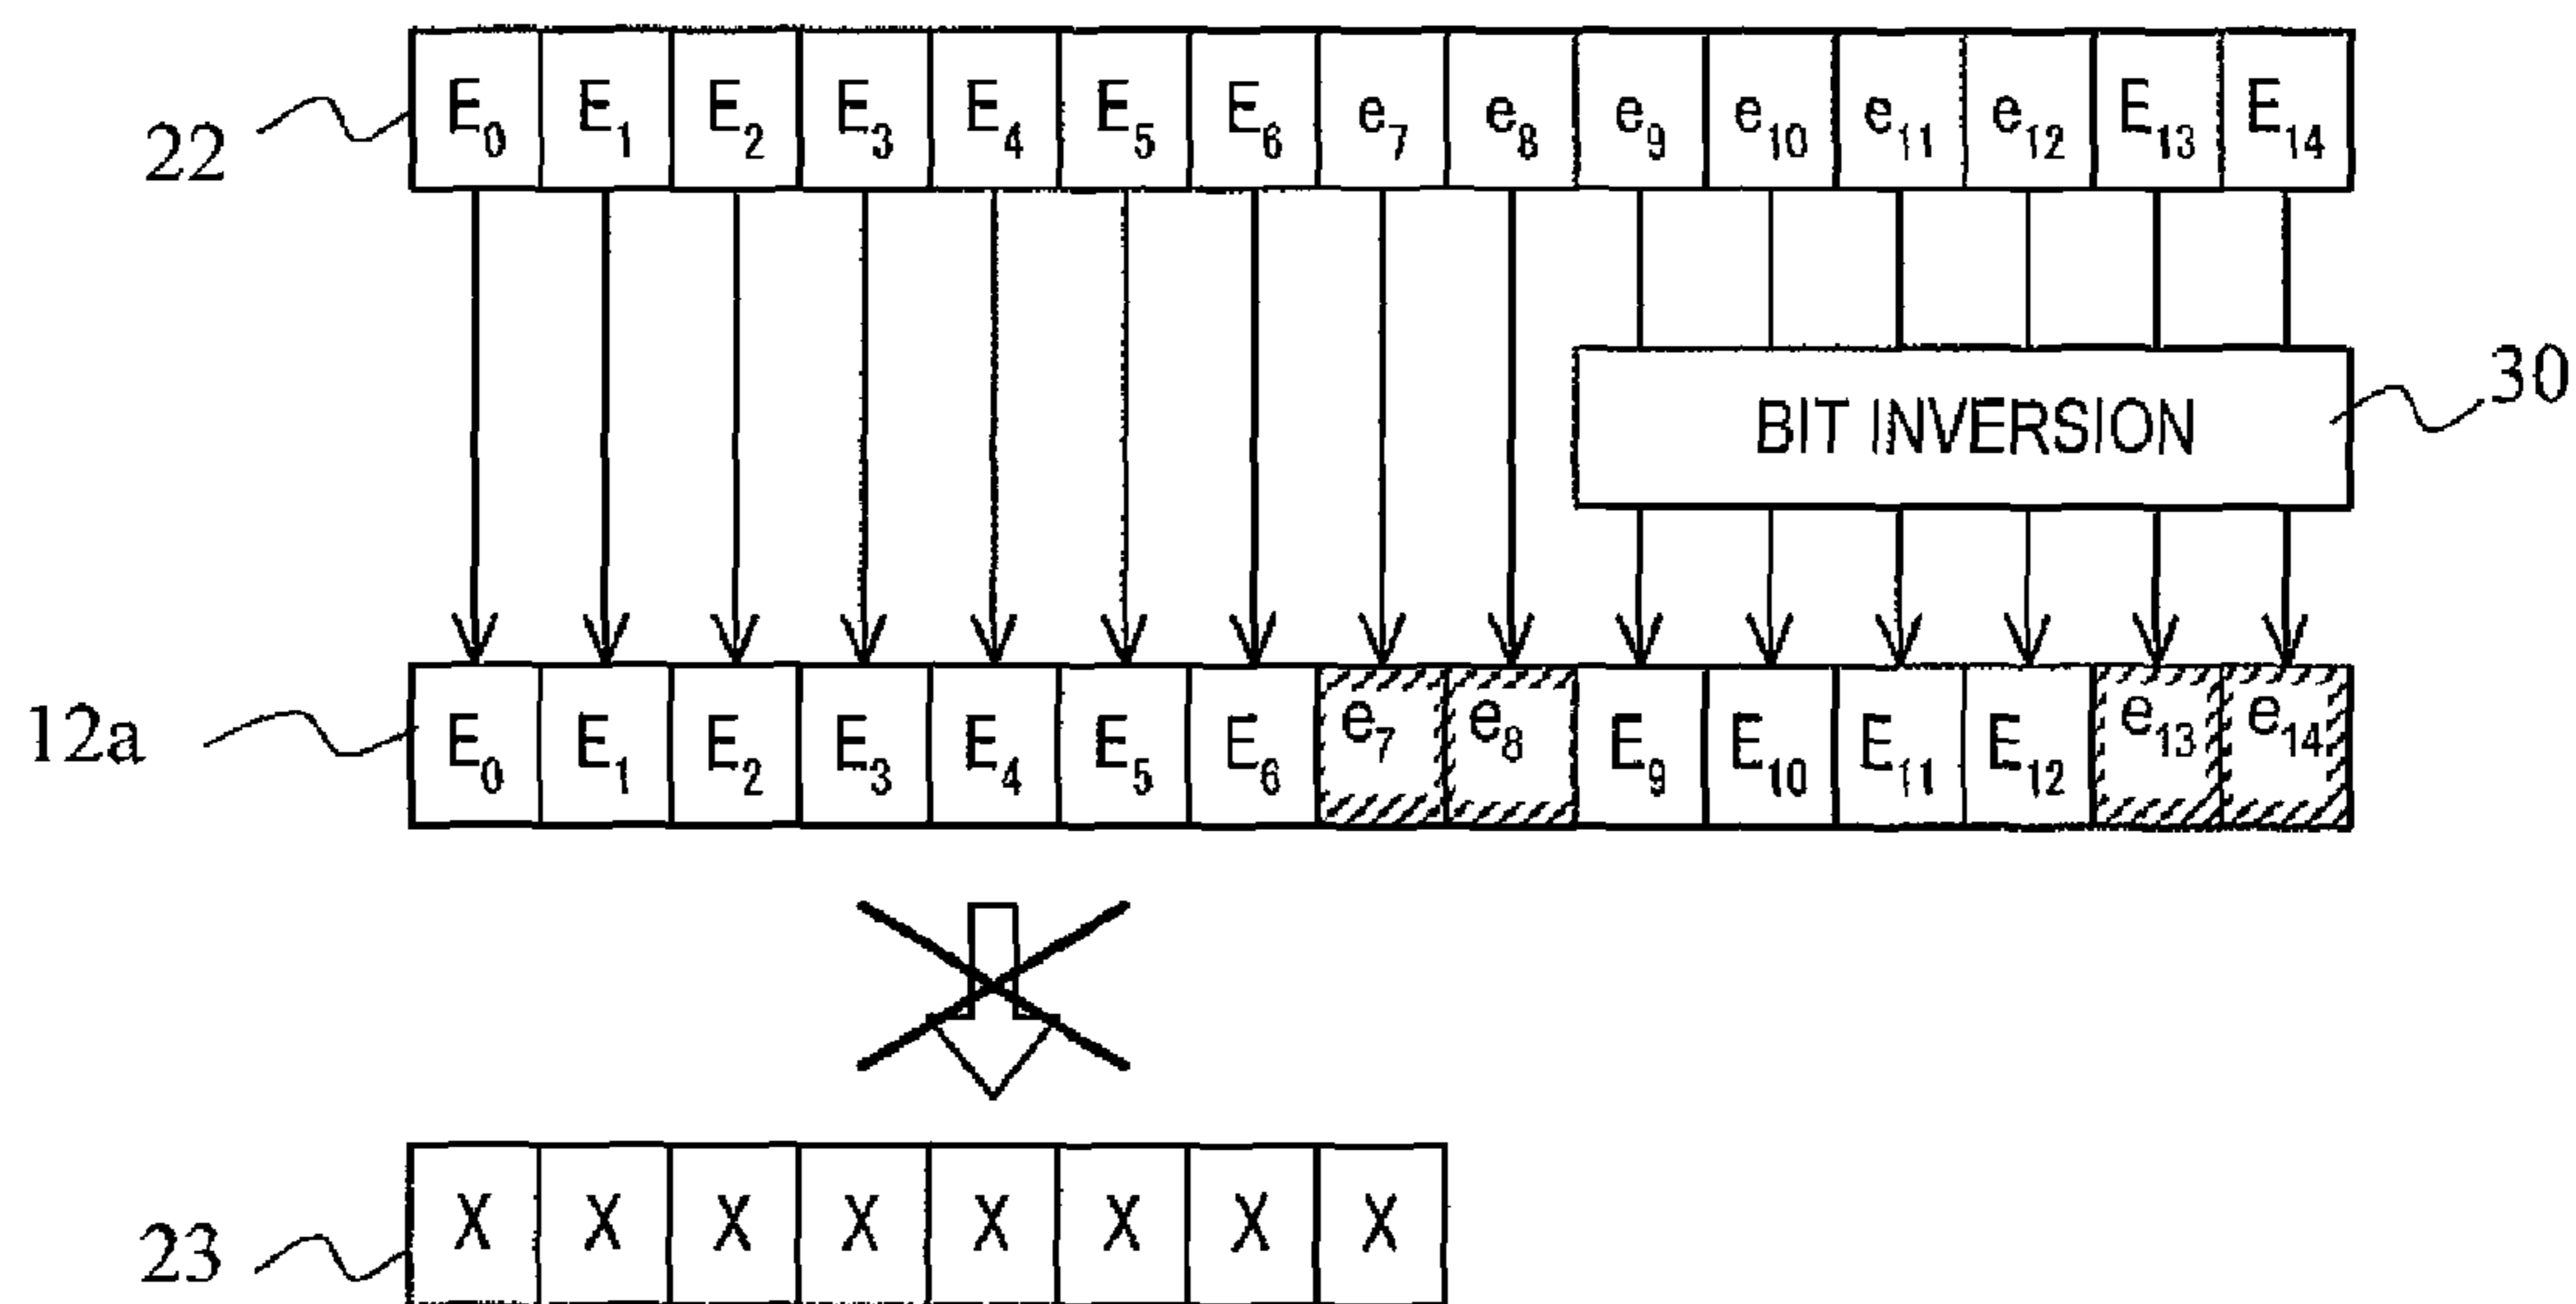 22 E₀ E₁ E₂ E₃ E₄ E₅ E₆ e₇ e₈ e₉ e₁₀ e₁₁ e₁₂ E₁₃ E₁₄
BIT INVERSION 30
12a E₀ E₁ E₂ E₃ E₄ E₅ E₆ e₇ e₈ E₉ E₁₀ E₁₁ E₁₂ e₁₃ e₁₄
23 X X X X X X X X